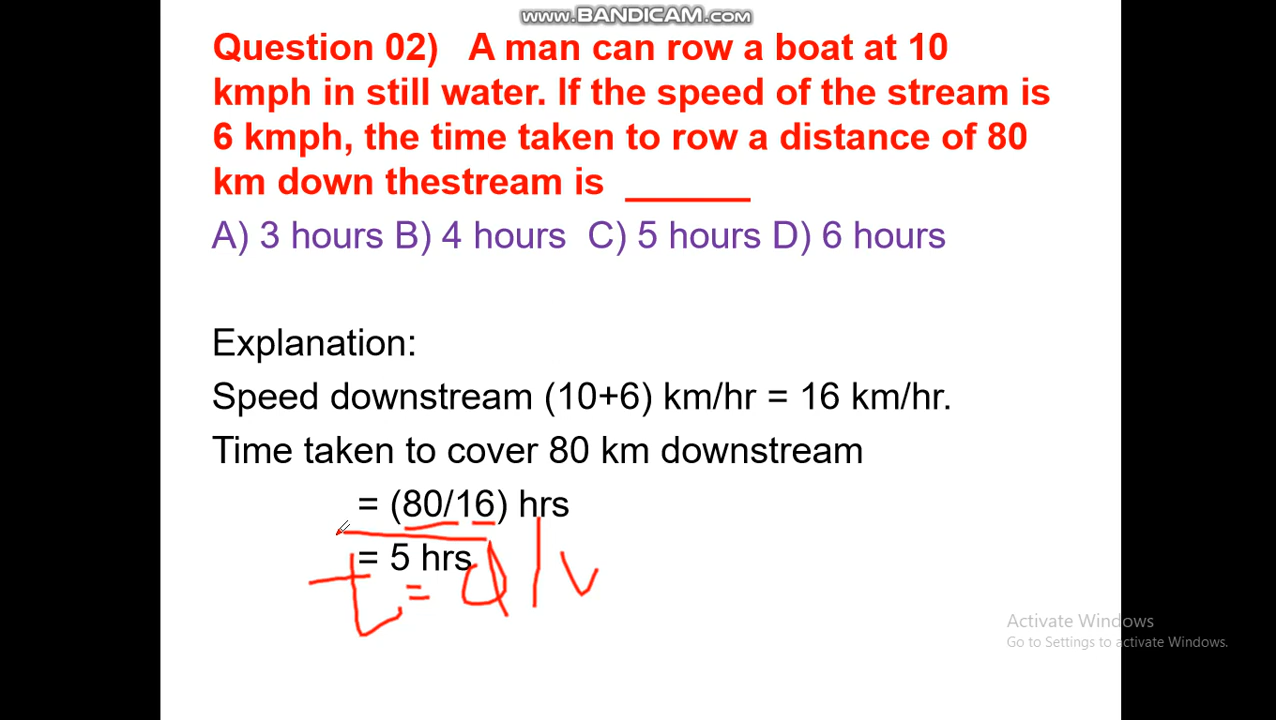 www.BANDICAM.com
Question 02) A man can row a boat at 10
kmph in still water. If the speed of the stream is
6 kmph, the time taken to row a distance of 80
km down thestream is ______
A) 3 hours B) 4 hours C) 5 hours D) 6 hours
Explanation:
Speed downstream (10+6) km/hr = 16 km/hr.
Time taken to cover 80 km downstream
= (80/16) hrs
= 5 hrs
t = d/v
Activate Windows
Go to Settings to activate Windows.